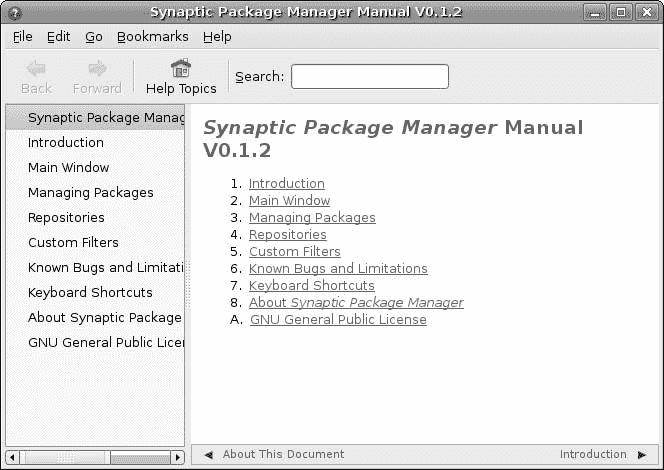 Synaptic Package Manager Manual V0.1.2
File Edit Go Bookmarks Help
Back Forward Help Topics Search:
Synaptic Package Manag
Introduction
Main Window
Managing Packages
Repositories
Custom Filters
Known Bugs and Limitati
Keyboard Shortcuts
About Synaptic Package
GNU General Public Licer
Synaptic Package Manager Manual
V0.1.2
1. Introduction
2. Main Window
3. Managing Packages
4. Repositories
5. Custom Filters
6. Known Bugs and Limitations
7. Keyboard Shortcuts
8. About Synaptic Package Manager
A. GNU General Public License
About This Document Introduction